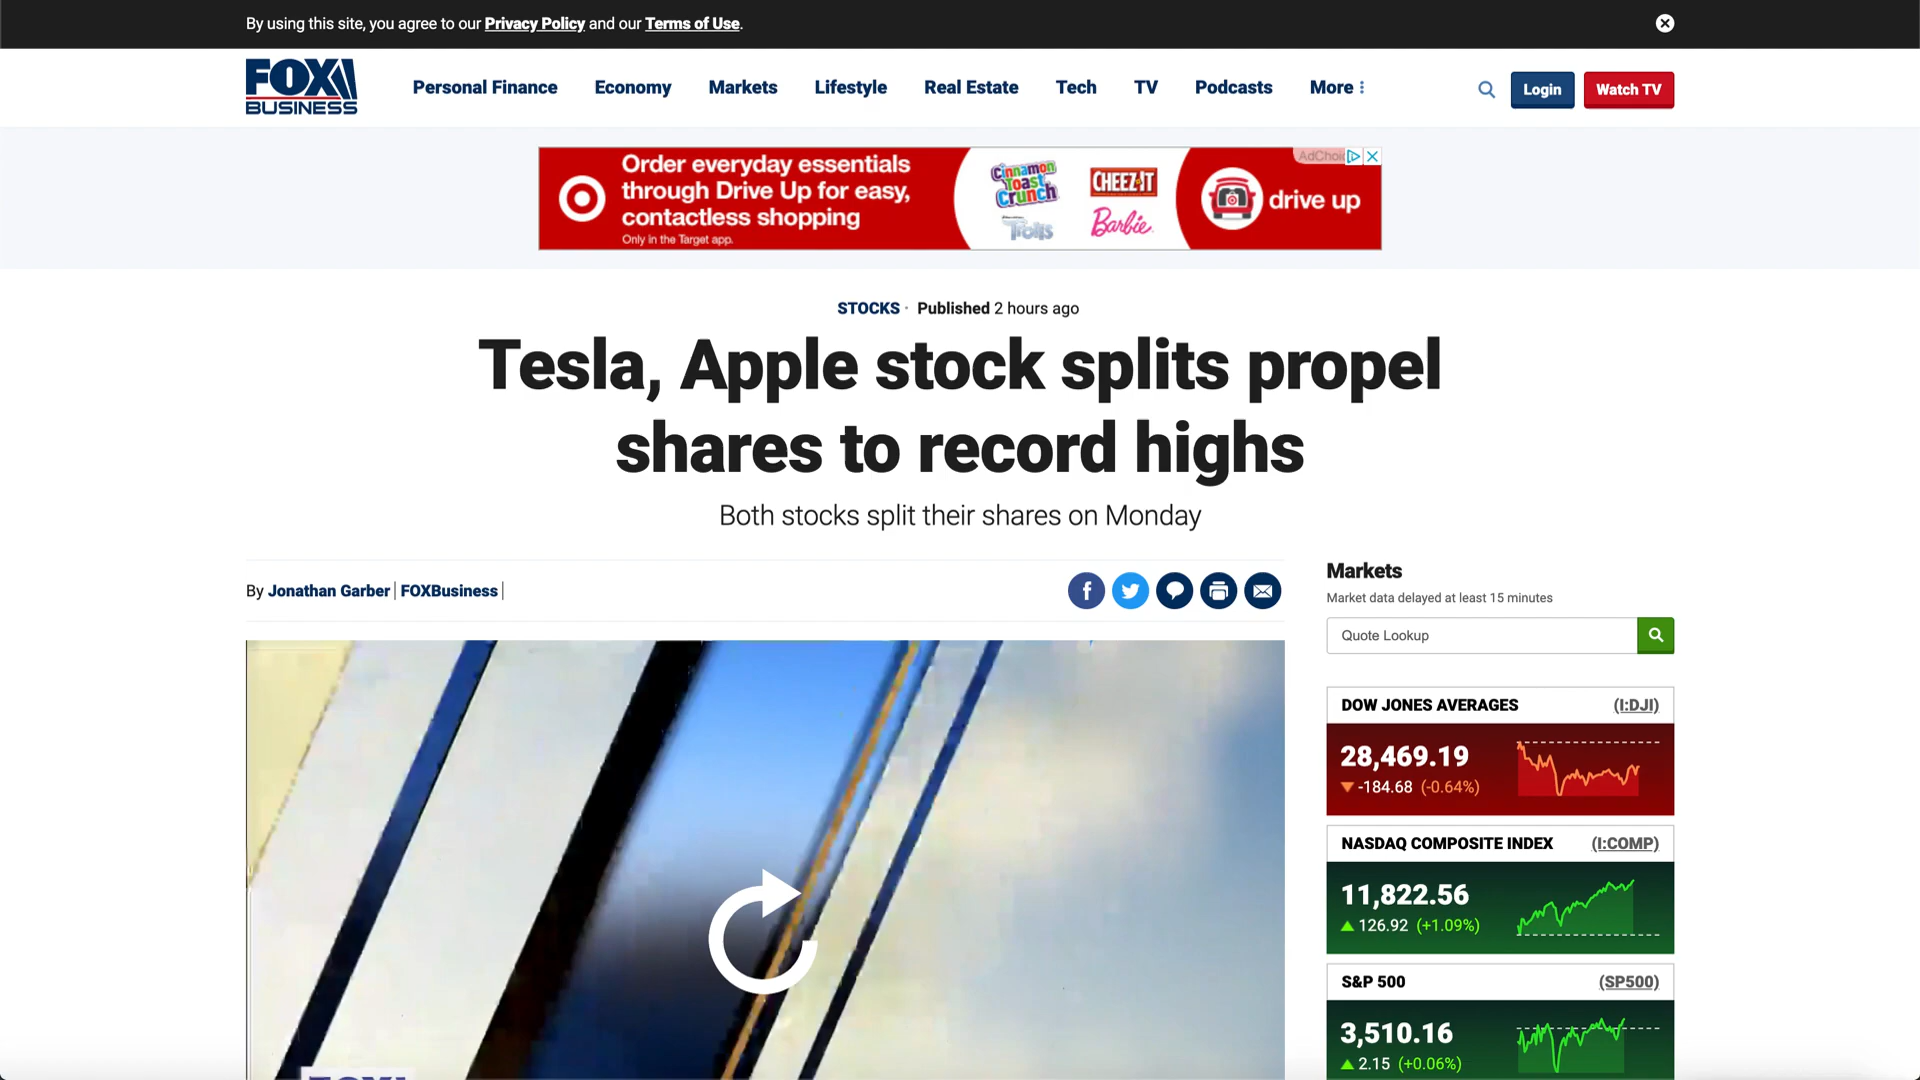 By using this site, you agree to our Privacy Policy and our Terms of Use.
FOX
BUSINESS
Personal Finance Economy Markets Lifestyle Real Estate Tech TV Podcasts More
Login
Watch TV
Order everyday essentials
through Drive Up for easy,
contactless shopping
Only in the Target app.
Cinnamon
Toast
Crunch
CHEEZ-IT
Trolls
Barbie
drive up
STOCKS · Published 2 hours ago
Tesla, Apple stock splits propel
shares to record highs
Both stocks split their shares on Monday
By Jonathan Garber | FOXBusiness |
Markets
Market data delayed at least 15 minutes
Quote Lookup
DOW JONES AVERAGES (I:DJI)
28,469.19
-184.68 (-0.64%)
NASDAQ COMPOSITE INDEX (I:COMP)
11,822.56
126.92 (+1.09%)
S&P 500 (SP500)
3,510.16
2.15 (+0.06%)